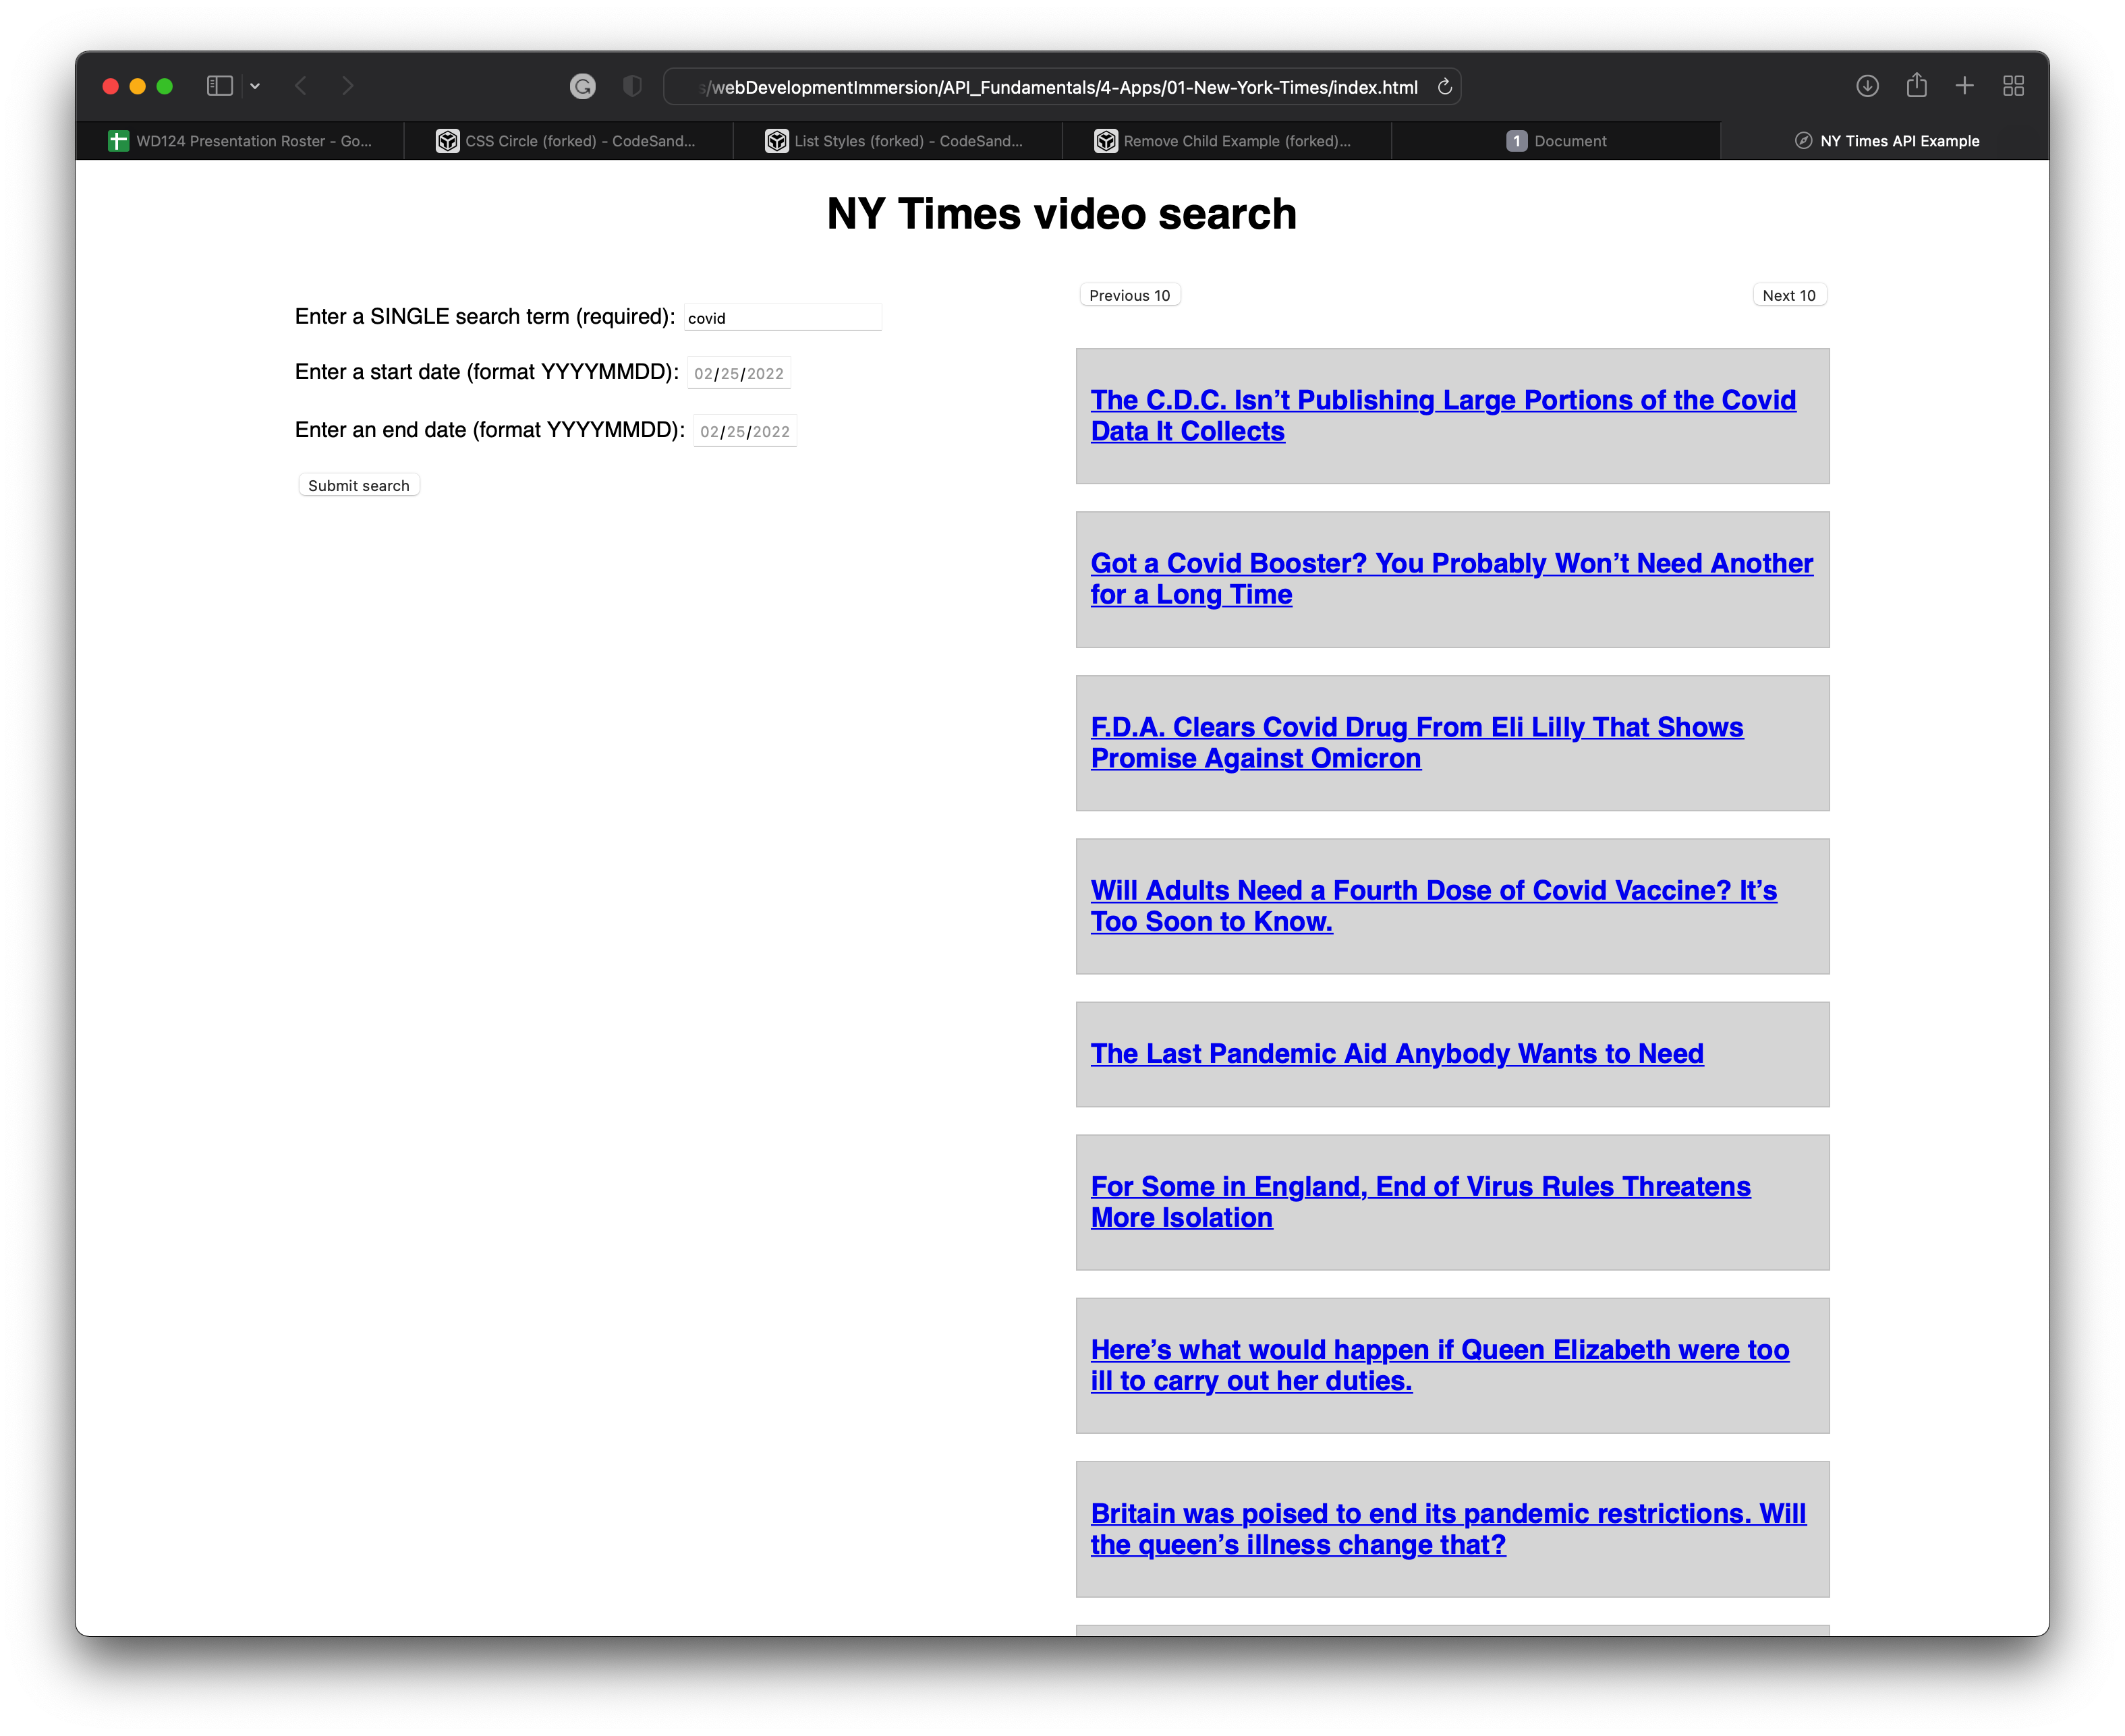 s/webDevelopmentImmersion/API_Fundamentals/4-Apps/01-New-York-Times/index.html
WD124 Presentation Roster - Go...
CSS Circle (forked) - CodeSand...
List Styles (forked) - CodeSand...
Remove Child Example (forked)...
1 Document
NY Times API Example
NY Times video search
Enter a SINGLE search term (required): covid
Enter a start date (format YYYYMMDD): 02/25/2022
Enter an end date (format YYYYMMDD): 02/25/2022
Submit search
Previous 10
Next 10
The C.D.C. Isn’t Publishing Large Portions of the Covid
Data It Collects
Got a Covid Booster? You Probably Won’t Need Another
for a Long Time
F.D.A. Clears Covid Drug From Eli Lilly That Shows
Promise Against Omicron
Will Adults Need a Fourth Dose of Covid Vaccine? It’s
Too Soon to Know.
The Last Pandemic Aid Anybody Wants to Need
For Some in England, End of Virus Rules Threatens
More Isolation
Here’s what would happen if Queen Elizabeth were too
ill to carry out her duties.
Britain was poised to end its pandemic restrictions. Will
the queen’s illness change that?